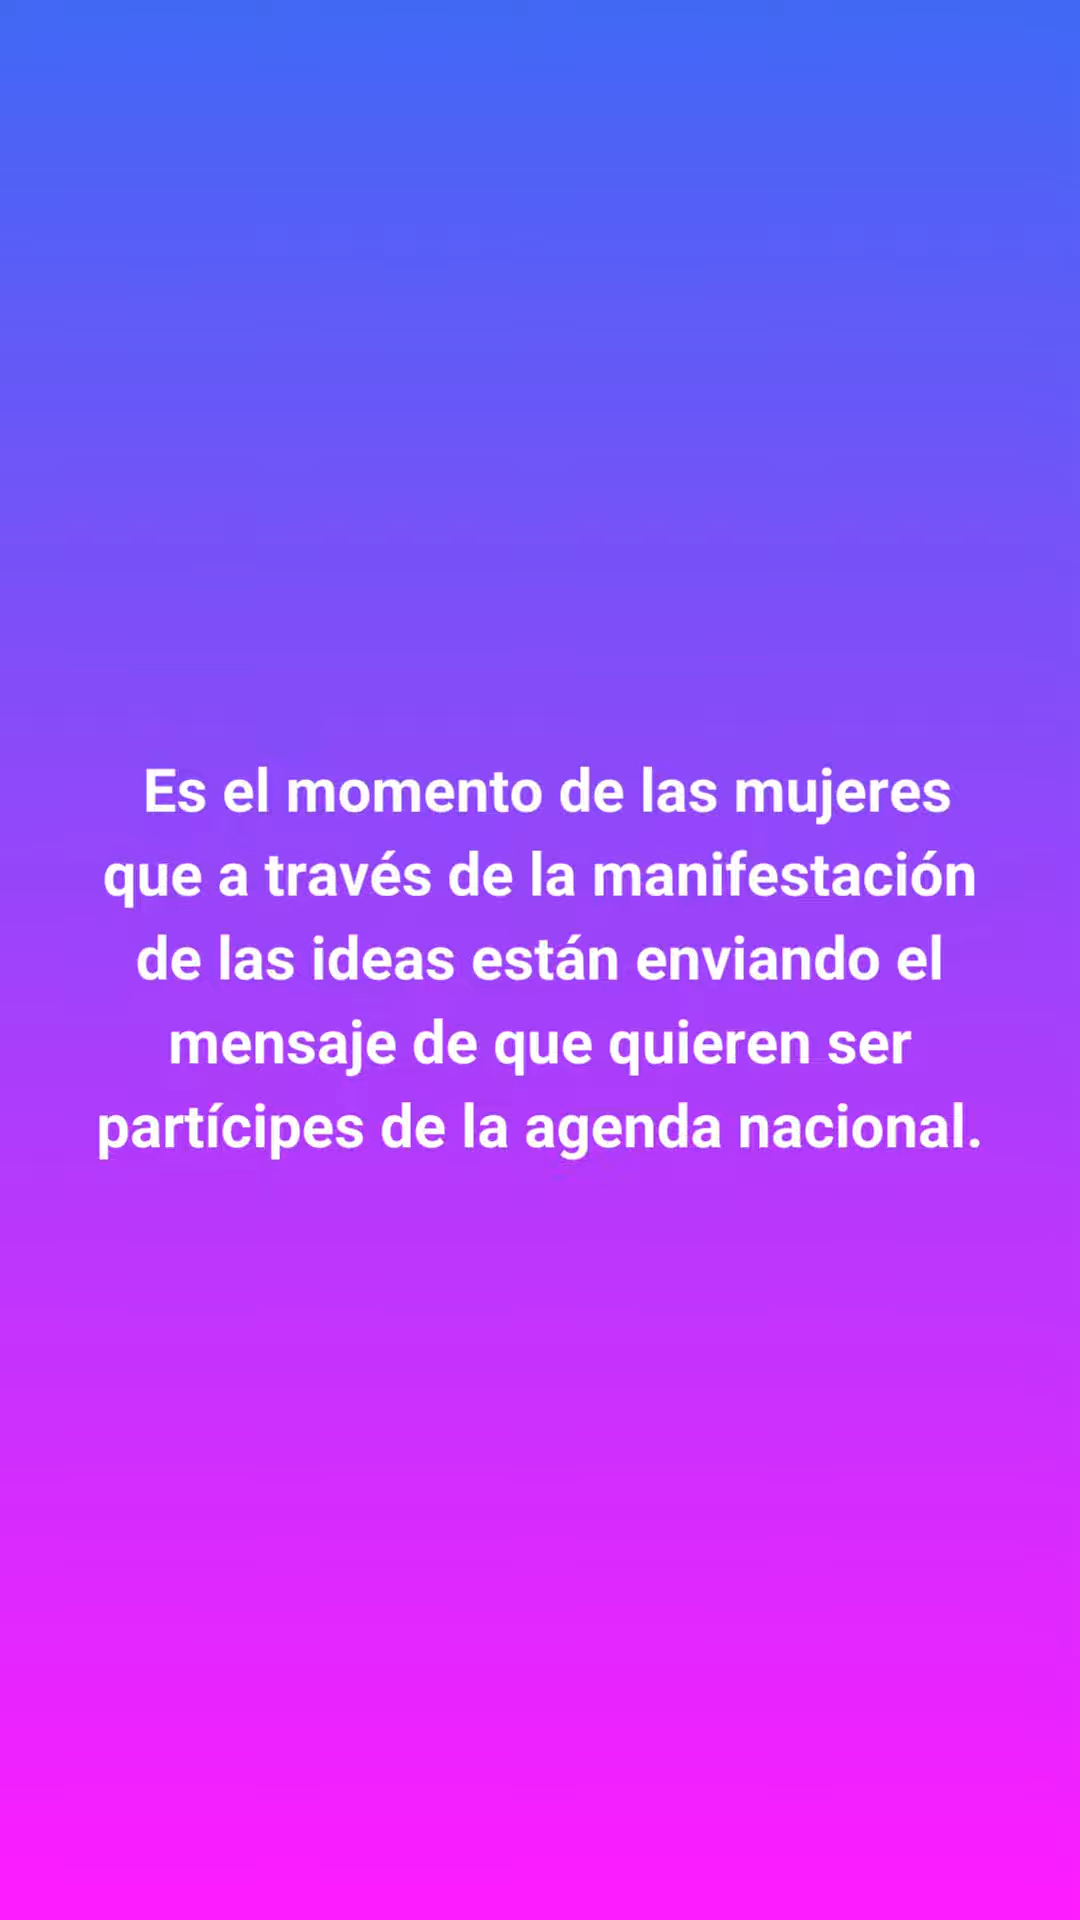 Es el momento de las mujeres
que a través de la manifestación
de las ideas están enviando el
mensaje de que quieren ser
partícipes de la agenda nacional.